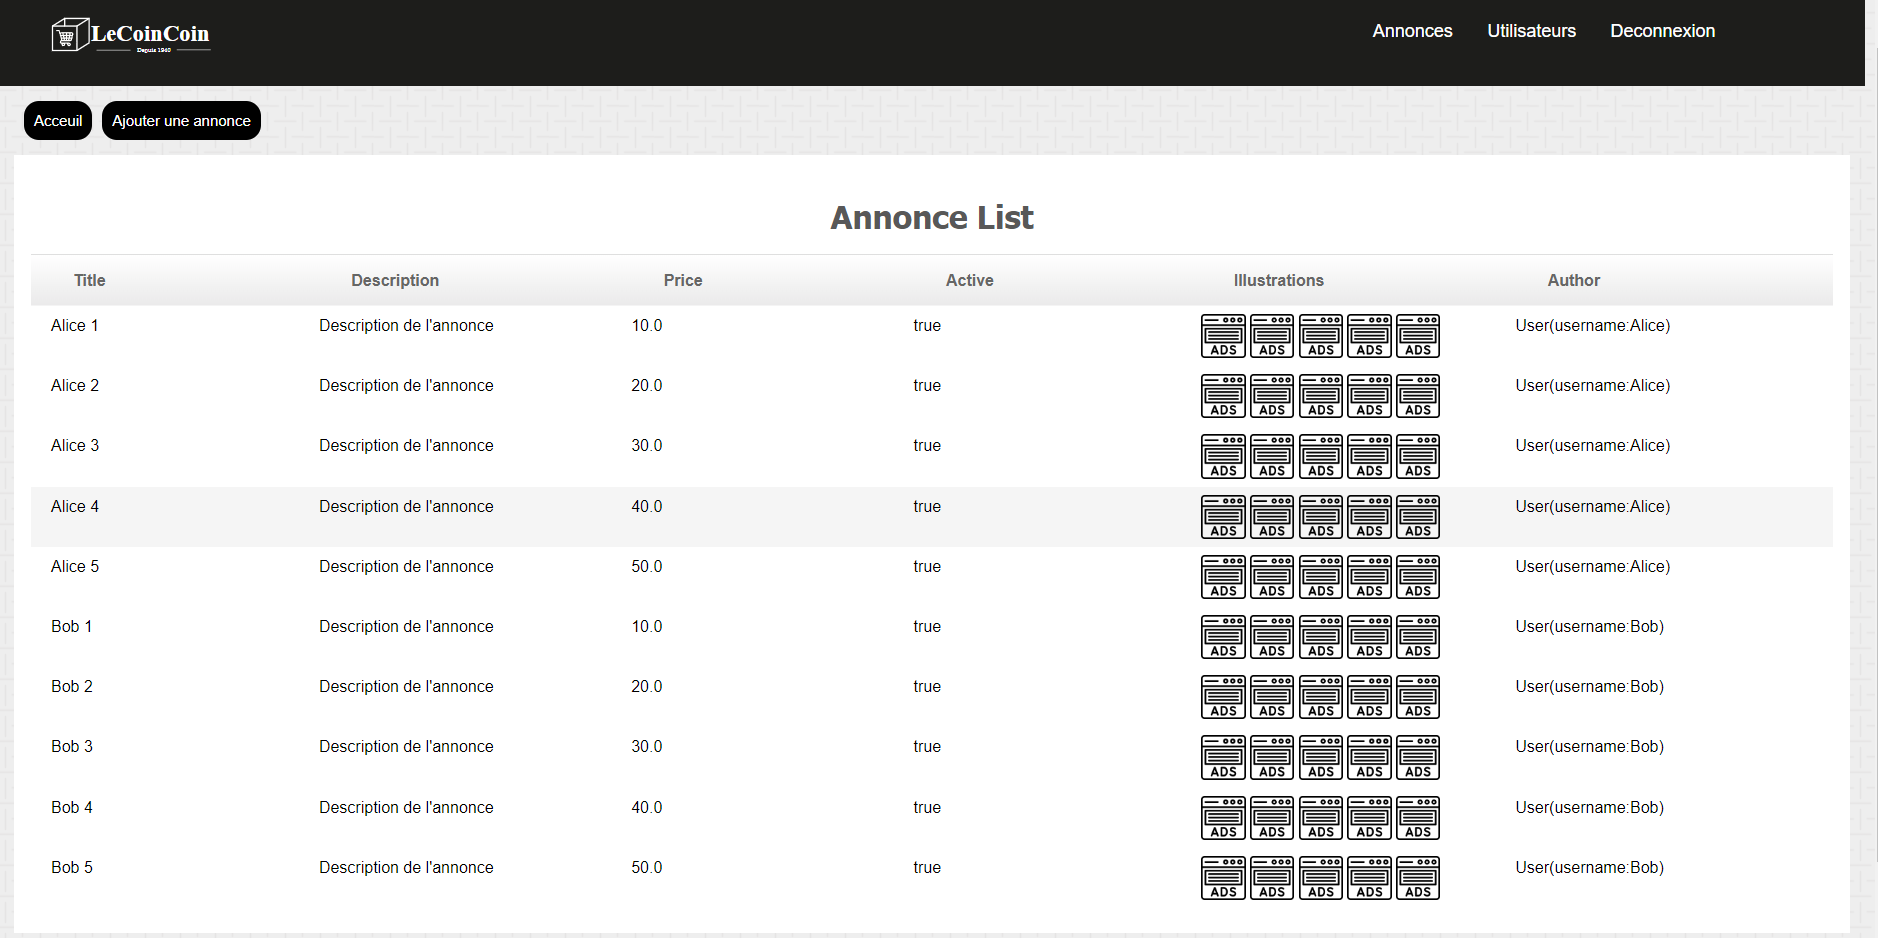 LeCoinCoin
Depuis 1940
Annonces Utilisateurs Deconnexion
Acceuil Ajouter une annonce
Annonce List
Title Description Price Active Illustrations Author
Alice 1 Description de l'annonce 10.0 true ADS ADS ADS ADS ADS User(username:Alice)
Alice 2 Description de l'annonce 20.0 true ADS ADS ADS ADS ADS User(username:Alice)
Alice 3 Description de l'annonce 30.0 true ADS ADS ADS ADS ADS User(username:Alice)
Alice 4 Description de l'annonce 40.0 true ADS ADS ADS ADS ADS User(username:Alice)
Alice 5 Description de l'annonce 50.0 true ADS ADS ADS ADS ADS User(username:Alice)
Bob 1 Description de l'annonce 10.0 true ADS ADS ADS ADS ADS User(username:Bob)
Bob 2 Description de l'annonce 20.0 true ADS ADS ADS ADS ADS User(username:Bob)
Bob 3 Description de l'annonce 30.0 true ADS ADS ADS ADS ADS User(username:Bob)
Bob 4 Description de l'annonce 40.0 true ADS ADS ADS ADS ADS User(username:Bob)
Bob 5 Description de l'annonce 50.0 true ADS ADS ADS ADS ADS User(username:Bob)